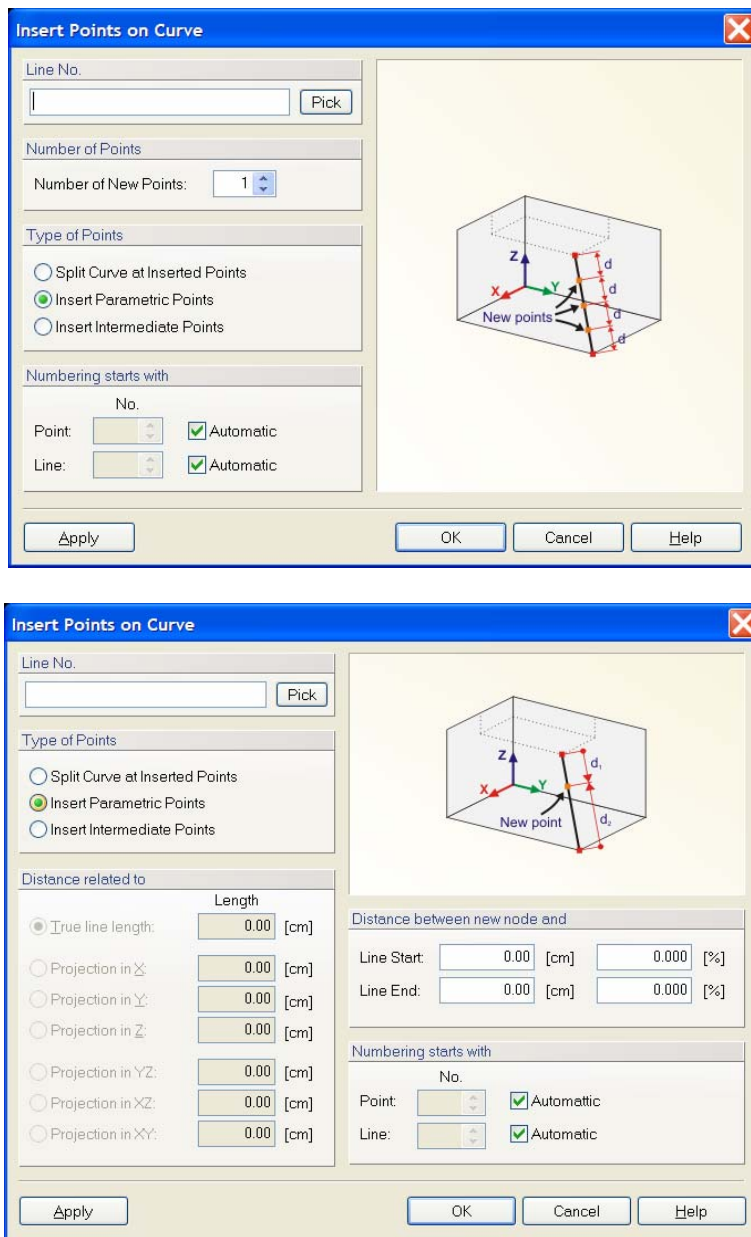 Insert Points on Curve
Line No.
Pick
Number of Points
Number of New Points: 1
Type of Points
Split Curve at Inserted Points
Insert Parametric Points
Insert Intermediate Points
Numbering starts with
No.
Point: Automatic
Line: Automatic
Z
X
Y
New points
d
d
d
d
Apply
OK
Cancel
Help
Insert Points on Curve
Line No.
Pick
Type of Points
Split Curve at Inserted Points
Insert Parametric Points
Insert Intermediate Points
Distance related to
Length
True line length: 0.00 [cm]
Projection in X: 0.00 [cm]
Projection in Y: 0.00 [cm]
Projection in Z: 0.00 [cm]
Projection in YZ: 0.00 [cm]
Projection in XZ: 0.00 [cm]
Projection in XY: 0.00 [cm]
Z
X
Y
New point
d₁
d₂
Distance between new node and
Line Start: 0.00 [cm] 0.000 [%]
Line End: 0.00 [cm] 0.000 [%]
Numbering starts with
No.
Point: Automattic
Line: Automatic
Apply
OK
Cancel
Help